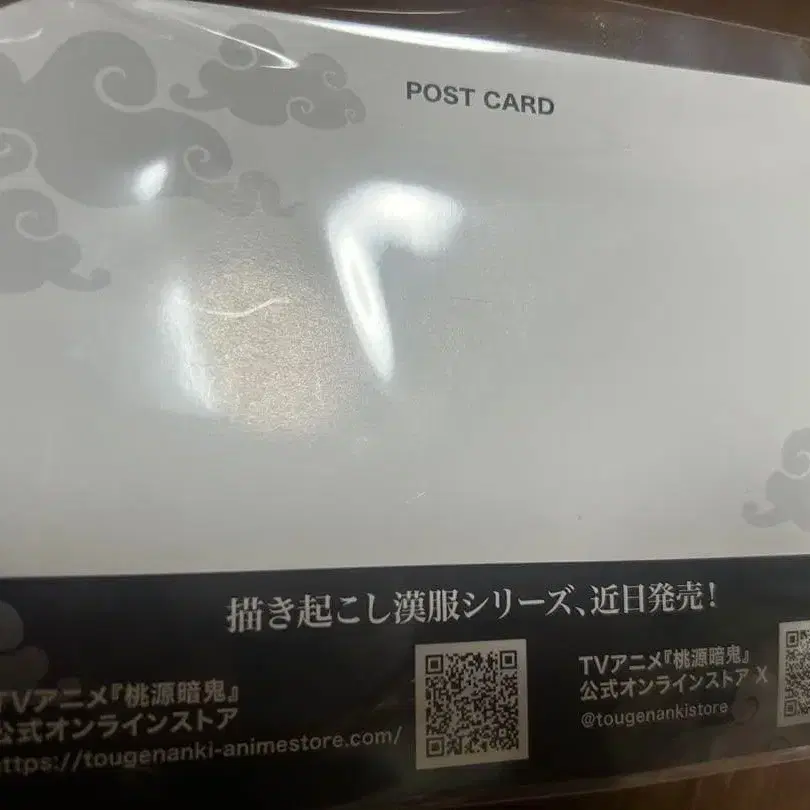 POST CARD
描き起こし漢服シリーズ、近日発売！
TVアニメ『桃源暗鬼』
公式オンラインストア
https://tougenanki-animestore.com/
TVアニメ『桃源暗鬼』
公式オンラインストア X
@tougenankistore